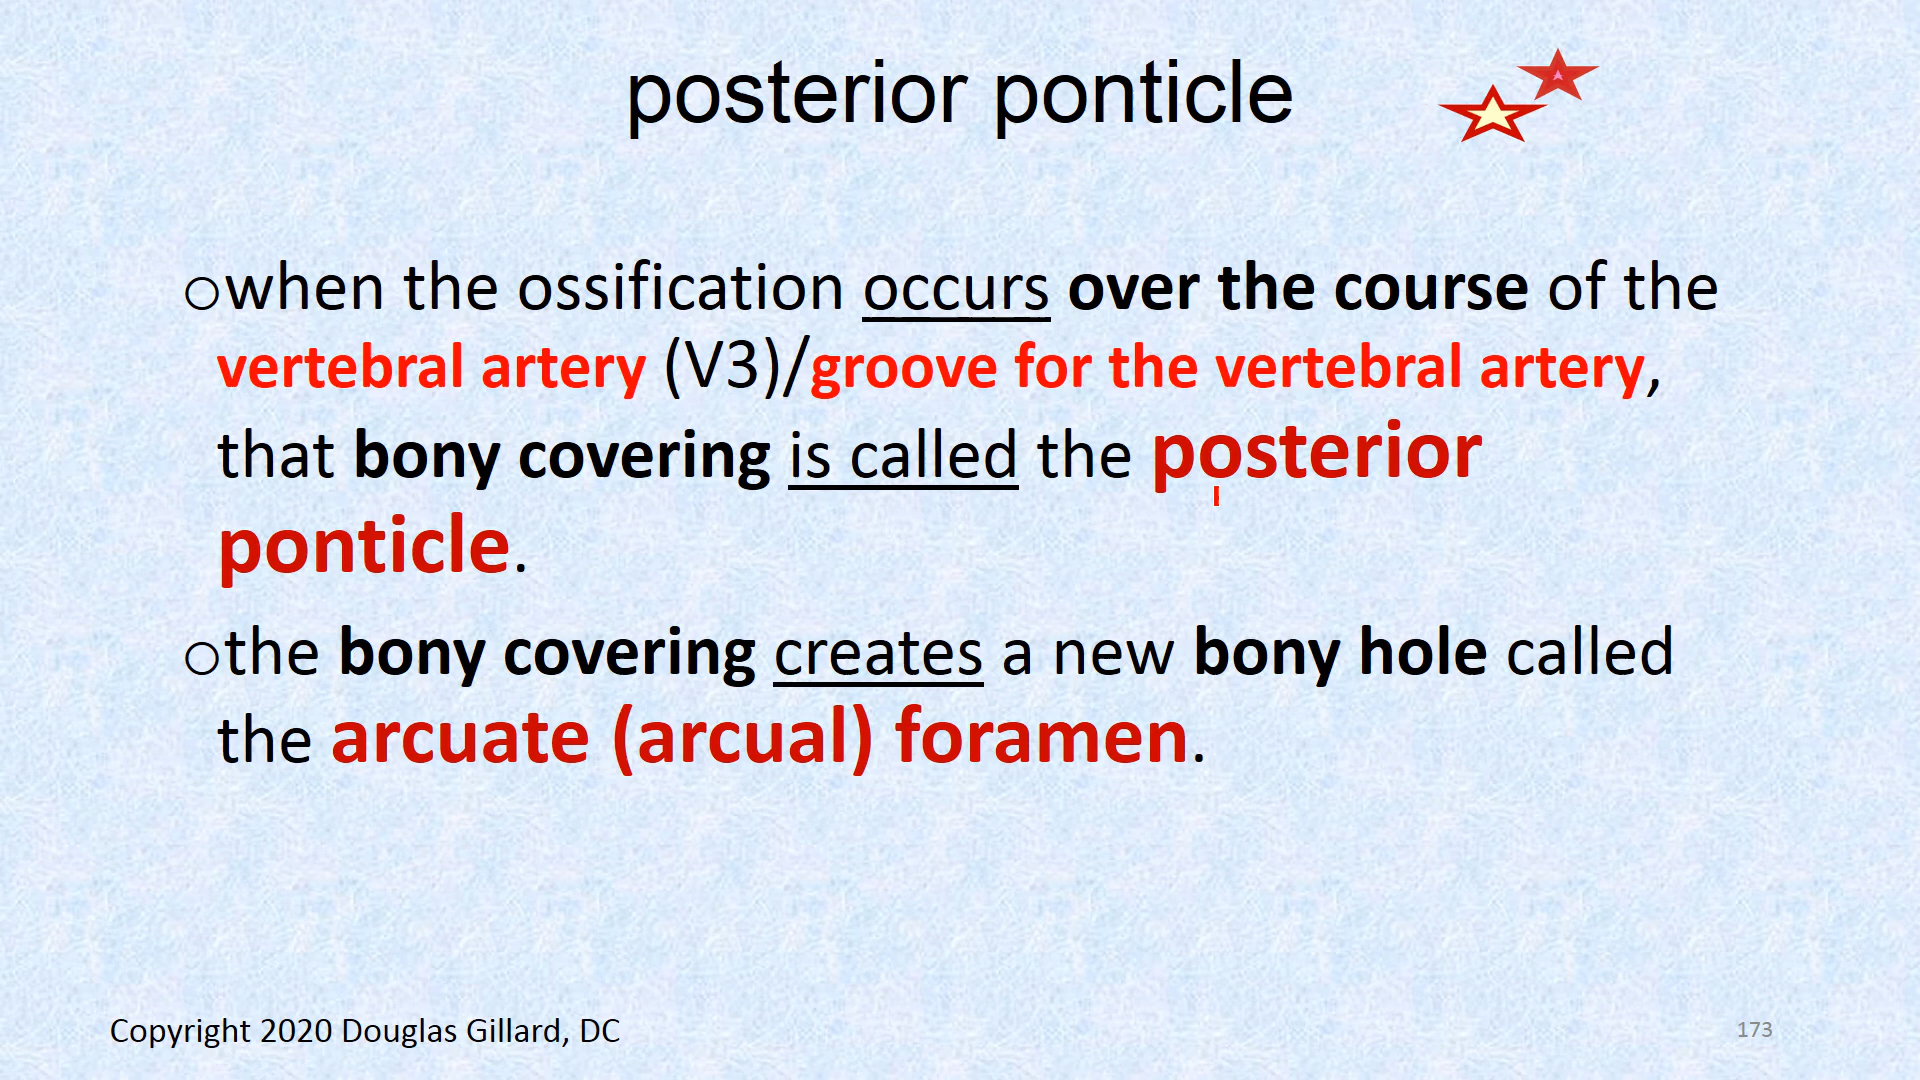 posterior ponticle
○when the ossification occurs over the course of the
vertebral artery (V3)/groove for the vertebral artery,
that bony covering is called the posterior
ponticle.
○the bony covering creates a new bony hole called
the arcuate (arcual) foramen.
Copyright 2020 Douglas Gillard, DC
173